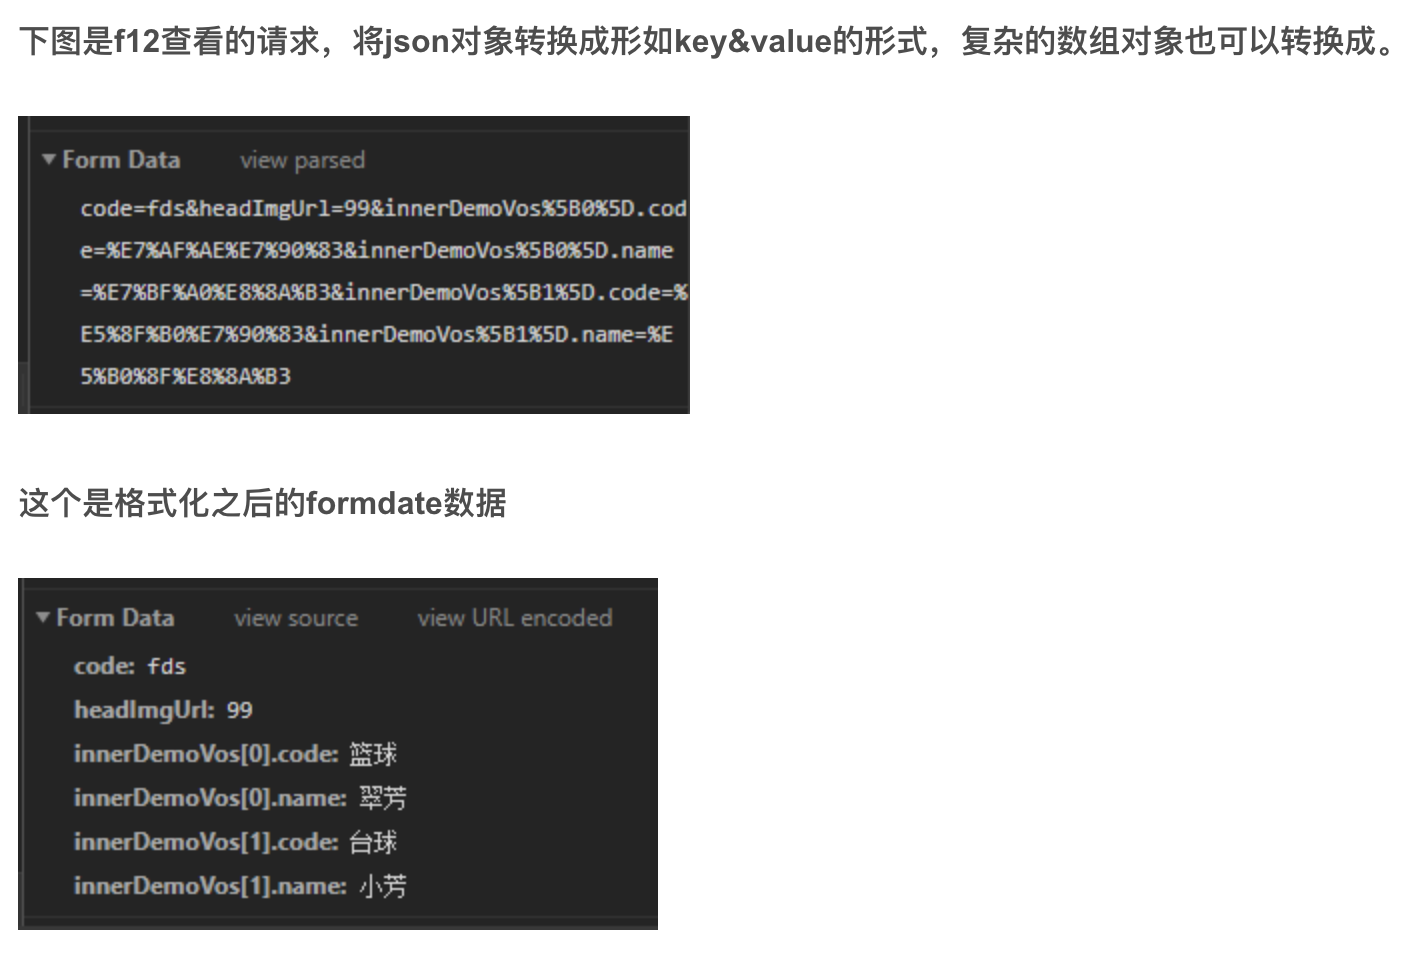 下图是f12查看的请求，将json对象转换成形如key&value的形式，复杂的数组对象也可以转换成。
Form Data view parsed
code=fds&headImgUrl=99&innerDemoVos%5B0%5D.cod
e=%E7%AF%AE%E7%90%83&innerDemoVos%5B0%5D.name
=%E7%BF%A0%E8%8A%B3&innerDemoVos%5B1%5D.code=%
E5%8F%B0%E7%90%83&innerDemoVos%5B1%5D.name=%E
5%B0%8F%E8%8A%B3
这个是格式化之后的formdate数据
Form Data view source view URL encoded
code: fds
headImgUrl: 99
innerDemoVos[0].code: 篮球
innerDemoVos[0].name: 翠芳
innerDemoVos[1].code: 台球
innerDemoVos[1].name: 小芳